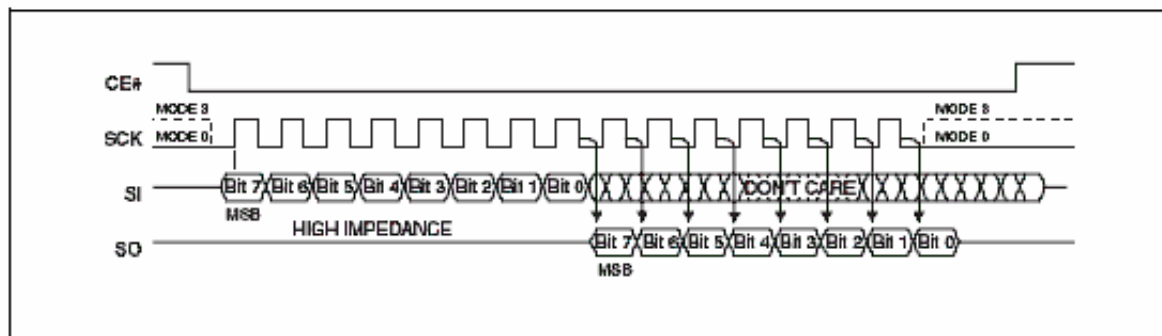 CE#
MODE 3 MODE 3
SCK MODE 0 MODE 0
SI Bit 7 Bit 6 Bit 5 Bit 4 Bit 3 Bit 2 Bit 1 Bit 0 DON'T CARE
MSB
HIGH IMPEDANCE
SO Bit 7 Bit 6 Bit 5 Bit 4 Bit 3 Bit 2 Bit 1 Bit 0
MSB